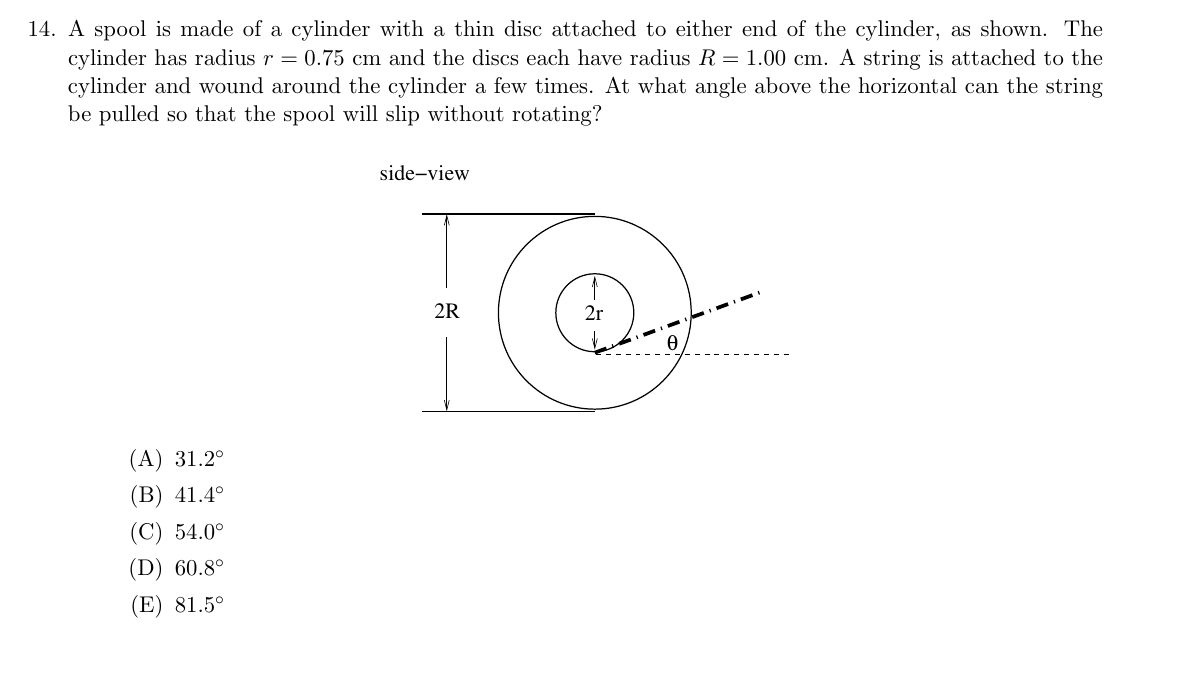 14. A spool is made of a cylinder with a thin disc attached to either end of the cylinder, as shown. The
cylinder has radius r = 0.75 cm and the discs each have radius R = 1.00 cm. A string is attached to the
cylinder and wound around the cylinder a few times. At what angle above the horizontal can the string
be pulled so that the spool will slip without rotating?
side−view
2R
2r
θ
(A) 31.2°
(B) 41.4°
(C) 54.0°
(D) 60.8°
(E) 81.5°